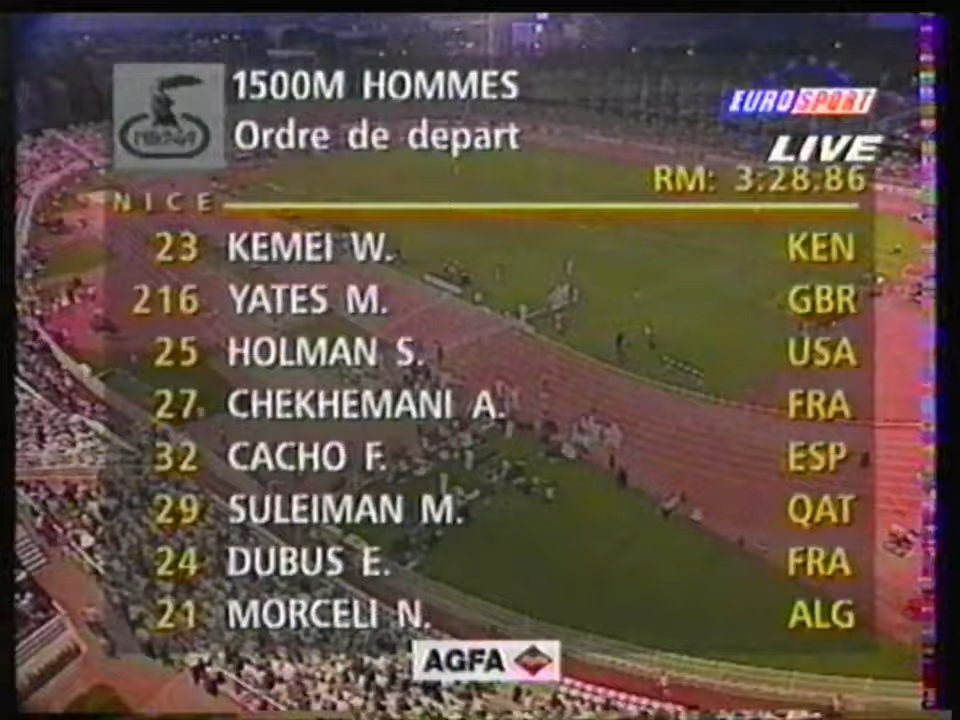 1500M HOMMES
Ordre de depart
EUROSPORT
LIVE
RM: 3:28.86
NICE
23 KEMEI W. KEN
216 YATES M. GBR
25 HOLMAN S. USA
27 CHEKHEMANI A. FRA
32 CACHO F. ESP
29 SULEIMAN M. QAT
24 DUBUS E. FRA
21 MORCELI N. ALG
AGFA